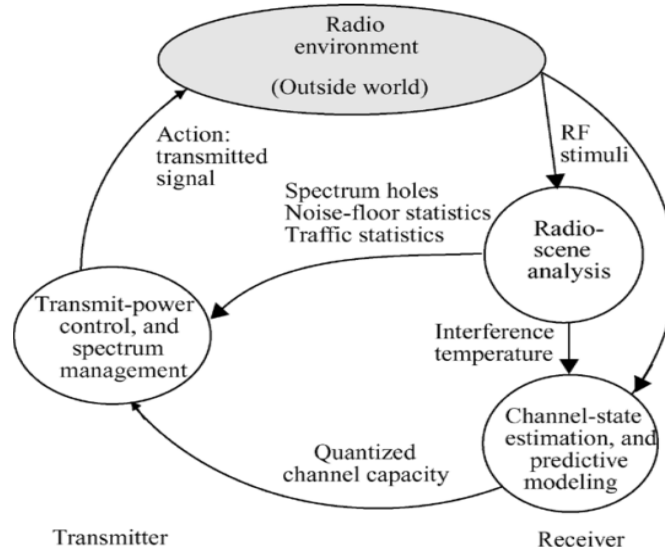 Radio
environment
(Outside world)
Action:
transmitted
signal
RF
stimuli
Spectrum holes
Noise-floor statistics
Traffic statistics
Radio-
scene
analysis
Transmit-power
control, and
spectrum
management
Interference
temperature
Channel-state
estimation, and
predictive
modeling
Quantized
channel capacity
Transmitter
Receiver